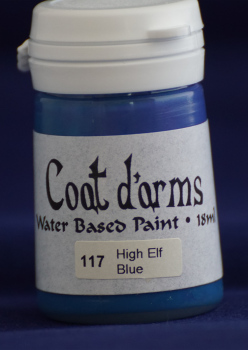 Coat d'arms
Water Based Paint • 18ml
117 High Elf
Blue